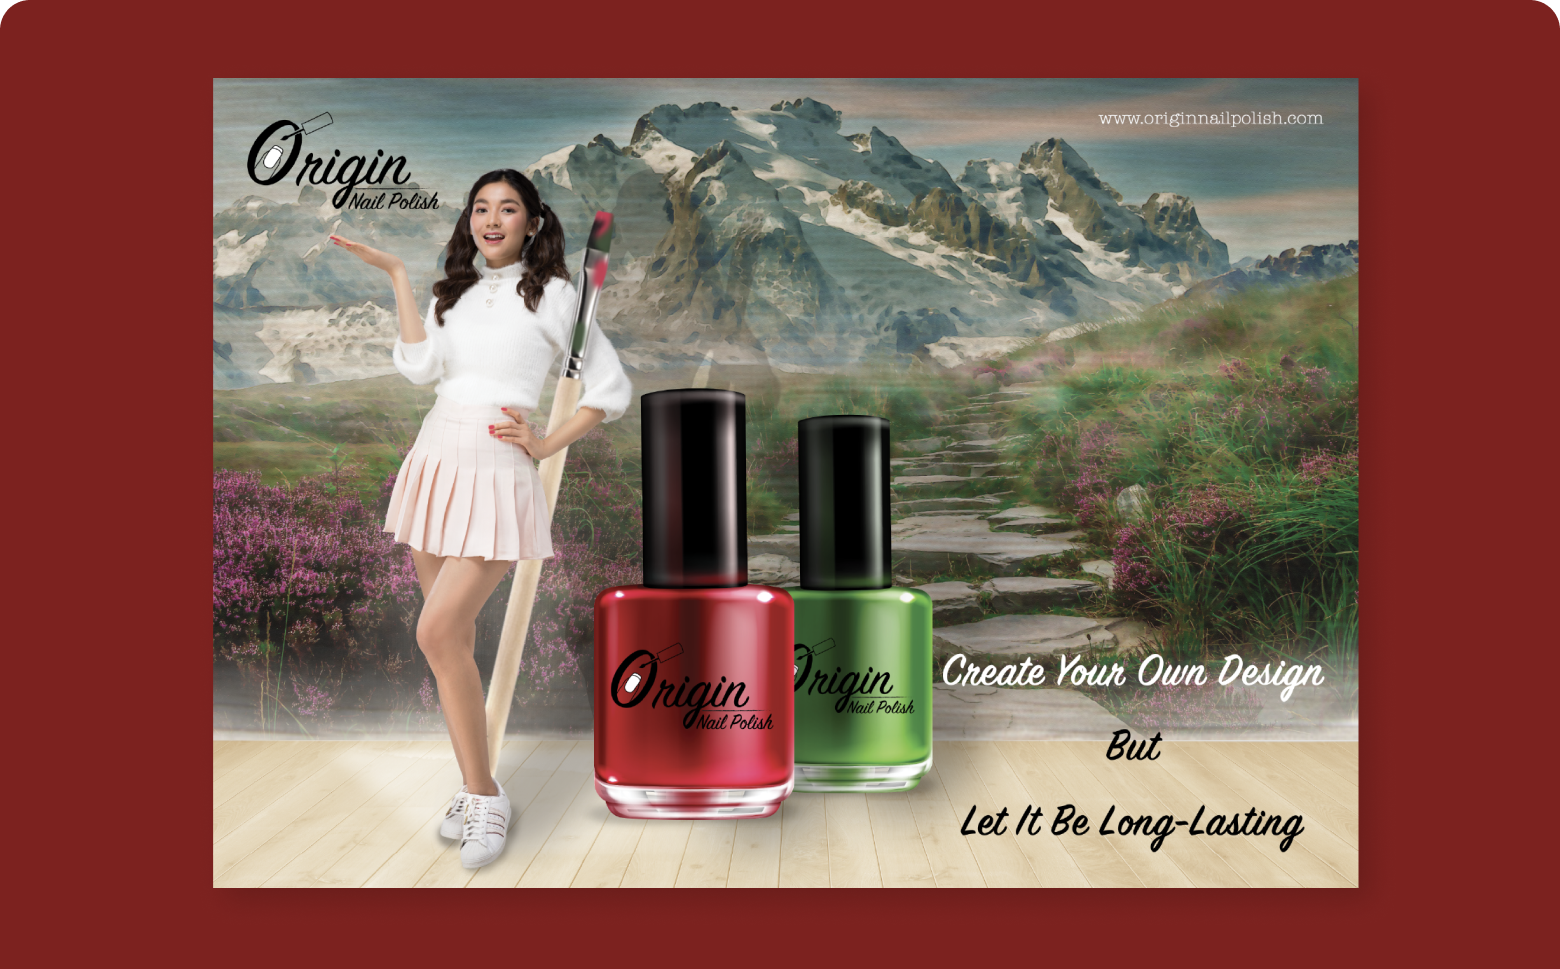 Origin
Nail Polish
www.originnailpolish.com
Origin
Nail Polish
Origin
Nail Polish
Create Your Own Design
But
Let It Be Long-Lasting